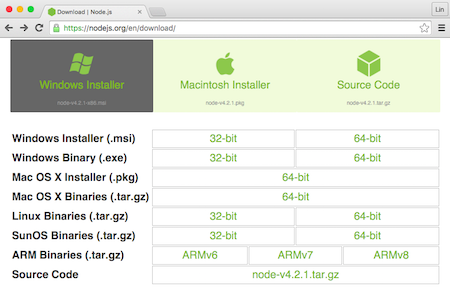 Download | Node.js
Lin
https://nodejs.org/en/download/
Windows Installer Macintosh Installer Source Code
node-v4.2.1-x86.msi node-v4.2.1.pkg node-v4.2.1.tar.gz
Windows Installer (.msi) 32-bit 64-bit
Windows Binary (.exe) 32-bit 64-bit
Mac OS X Installer (.pkg) 64-bit
Mac OS X Binaries (.tar.gz) 64-bit
Linux Binaries (.tar.gz) 32-bit 64-bit
SunOS Binaries (.tar.gz) 32-bit 64-bit
ARM Binaries (.tar.gz) ARMv6 ARMv7 ARMv8
Source Code node-v4.2.1.tar.gz